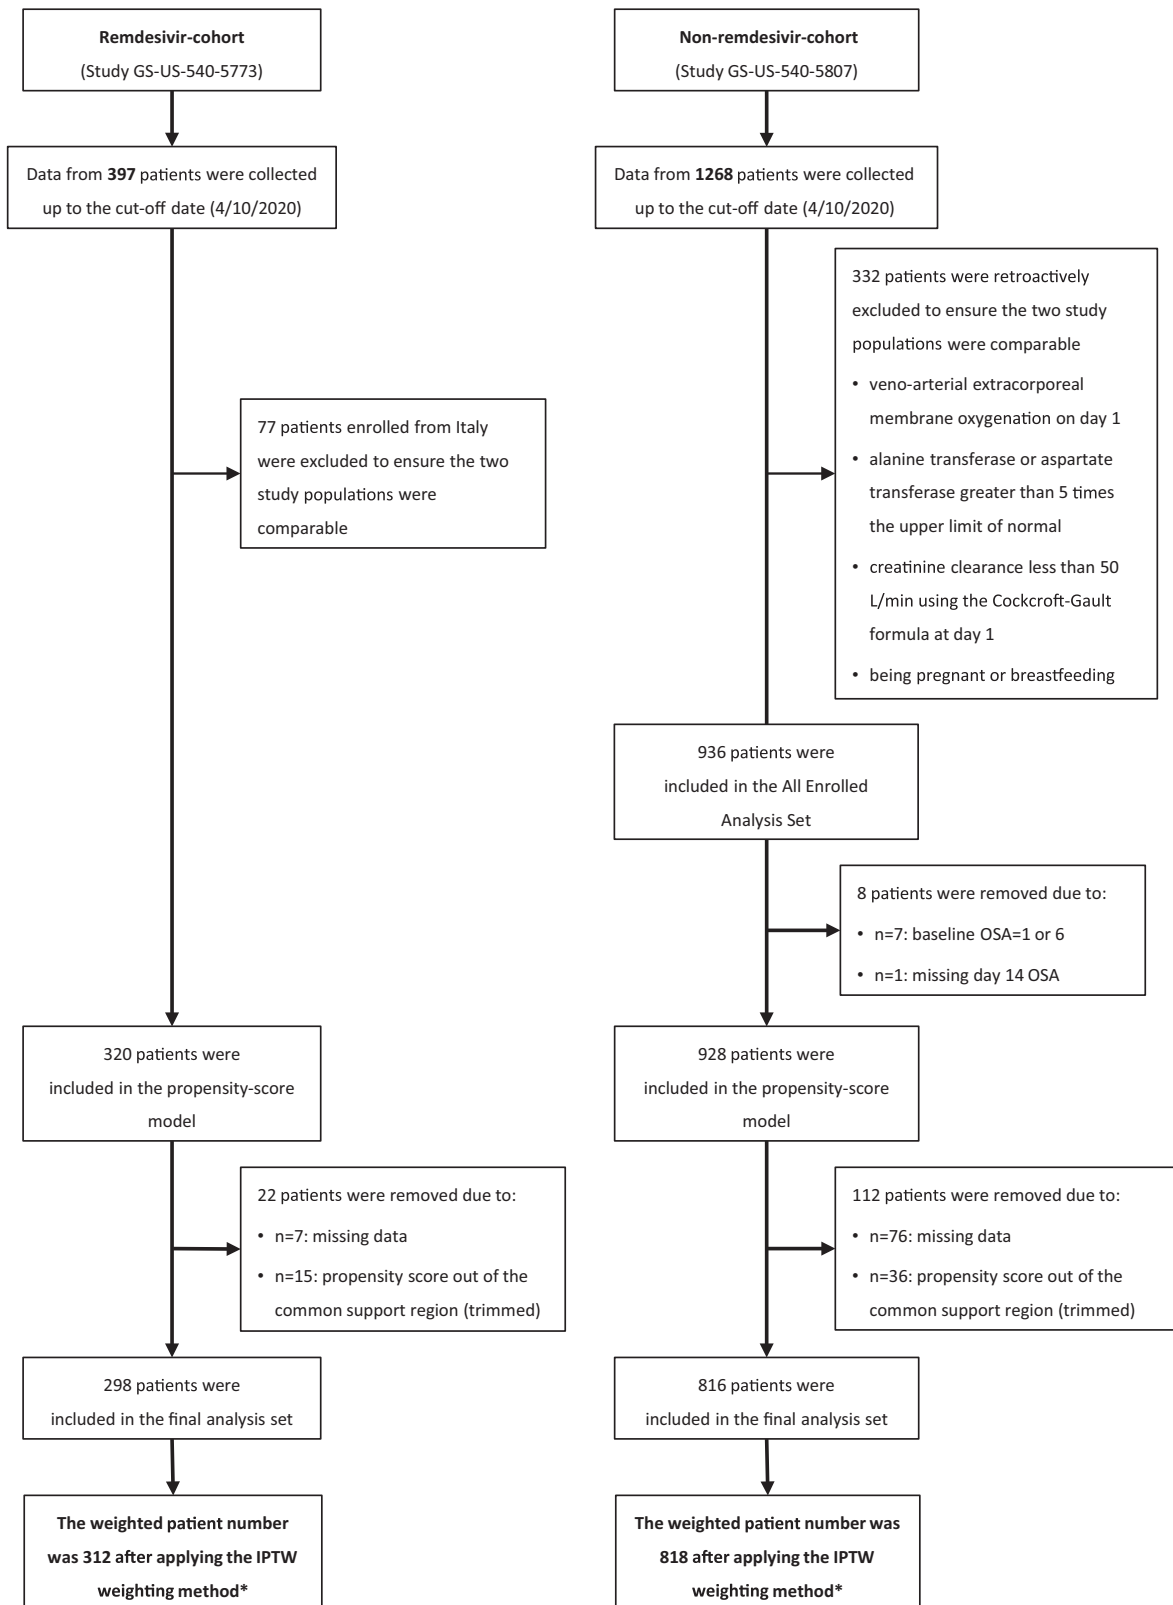 Remdesivir-cohort
(Study GS-US-540-5773)
Data from 397 patients were collected
up to the cut-off date (4/10/2020)
77 patients enrolled from Italy
were excluded to ensure the two
study populations were
comparable
320 patients were
included in the propensity-score
model
22 patients were removed due to:
• n=7: missing data
• n=15: propensity score out of the
common support region (trimmed)
298 patients were
included in the final analysis set
The weighted patient number
was 312 after applying the IPTW
weighting method*
Non-remdesivir-cohort
(Study GS-US-540-5807)
Data from 1268 patients were collected
up to the cut-off date (4/10/2020)
332 patients were retroactively
excluded to ensure the two study
populations were comparable
• veno-arterial extracorporeal
membrane oxygenation on day 1
• alanine transferase or aspartate
transferase greater than 5 times
the upper limit of normal
• creatinine clearance less than 50
L/min using the Cockcroft-Gault
formula at day 1
• being pregnant or breastfeeding
936 patients were
included in the All Enrolled
Analysis Set
8 patients were removed due to:
• n=7: baseline OSA=1 or 6
• n=1: missing day 14 OSA
928 patients were
included in the propensity-score
model
112 patients were removed due to:
• n=76: missing data
• n=36: propensity score out of the
common support region (trimmed)
816 patients were
included in the final analysis set
The weighted patient number was
818 after applying the IPTW
weighting method*